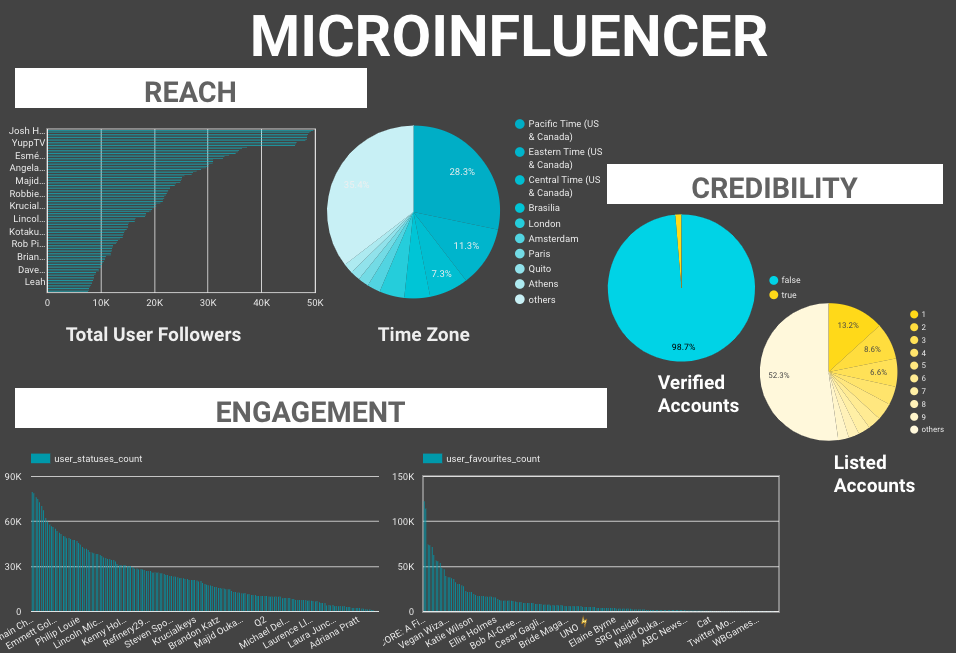 MICROINFLUENCER
REACH
Josh H...
YuppTV
Esmé...
Angela...
Majid...
Robbie...
Krucial...
Lincol...
Kotaku...
Rob Pi...
Brian...
Dave...
Leah
0 10K 20K 30K 40K 50K
Total User Followers
28.3%
11.3%
7.3%
Pacific Time (US
& Canada)
Eastern Time (US
& Canada)
Central Time (US
& Canada)
Brasilia
London
Amsterdam
Paris
Quito
Athens
others
Time Zone
CREDIBILITY
98.7%
false
true
Verified
Accounts
13.2%
8.6%
6.6%
52.3%
1
2
3
4
5
6
7
8
9
others
Listed
Accounts
ENGAGEMENT
user_statuses_count
90K
60K
30K
0
Emmett Gol...
Philip Louie
Lincoln Mic...
Kenny Hol...
Refinery29...
Steven Spo...
Krucialkeys
Brandon Katz
Majid Ouka...
Q2
Michael Del...
Laurence Ll...
Laura Junc...
Adriana Pratt
user_favourites_count
150K
100K
50K
0
Vegan Wiza...
Katie Wilson
Ellie Holmes
Bob Al-Gree...
Cesar Gagli...
Bride Maga...
UNO⚡
Elaine Byrne
SRG Insider
Majid Ouka...
ABC News...
Cat
Twitter Mo...
WBGames...